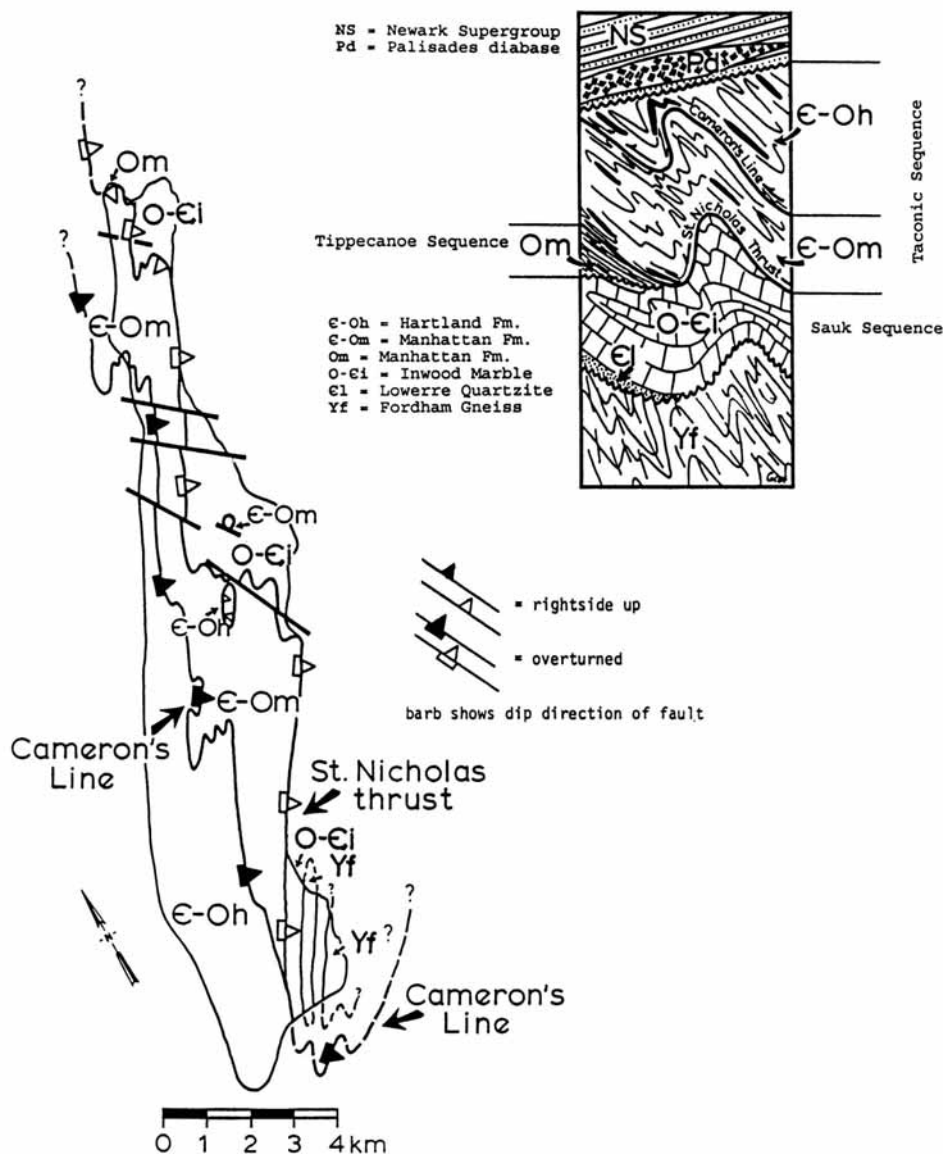 NS = Newark Supergroup
Pd = Palisades diabase
NS
Pd
Cameron's Line
Є-Oh
Taconic Sequence
St. Nicholas Thrust
Tippecanoe Sequence
Om
Є-Om
O-Єi
Sauk Sequence
Єl
Yf
Є-Oh = Hartland Fm.
Є-Om = Manhattan Fm.
Om = Manhattan Fm.
O-Єi = Inwood Marble
Єl = Lowerre Quartzite
Yf = Fordham Gneiss
?
Om
O-Єi
?
Є-Om
Є-Om
O-Єi
Є-Oh
Є-Om
Cameron's
Line
St. Nicholas
thrust
O-Єi
Yf
?
?
Є-Oh
Yf
?
?
Cameron's
Line
N
= rightside up
= overturned
barb shows dip direction of fault
0 1 2 3 4 km